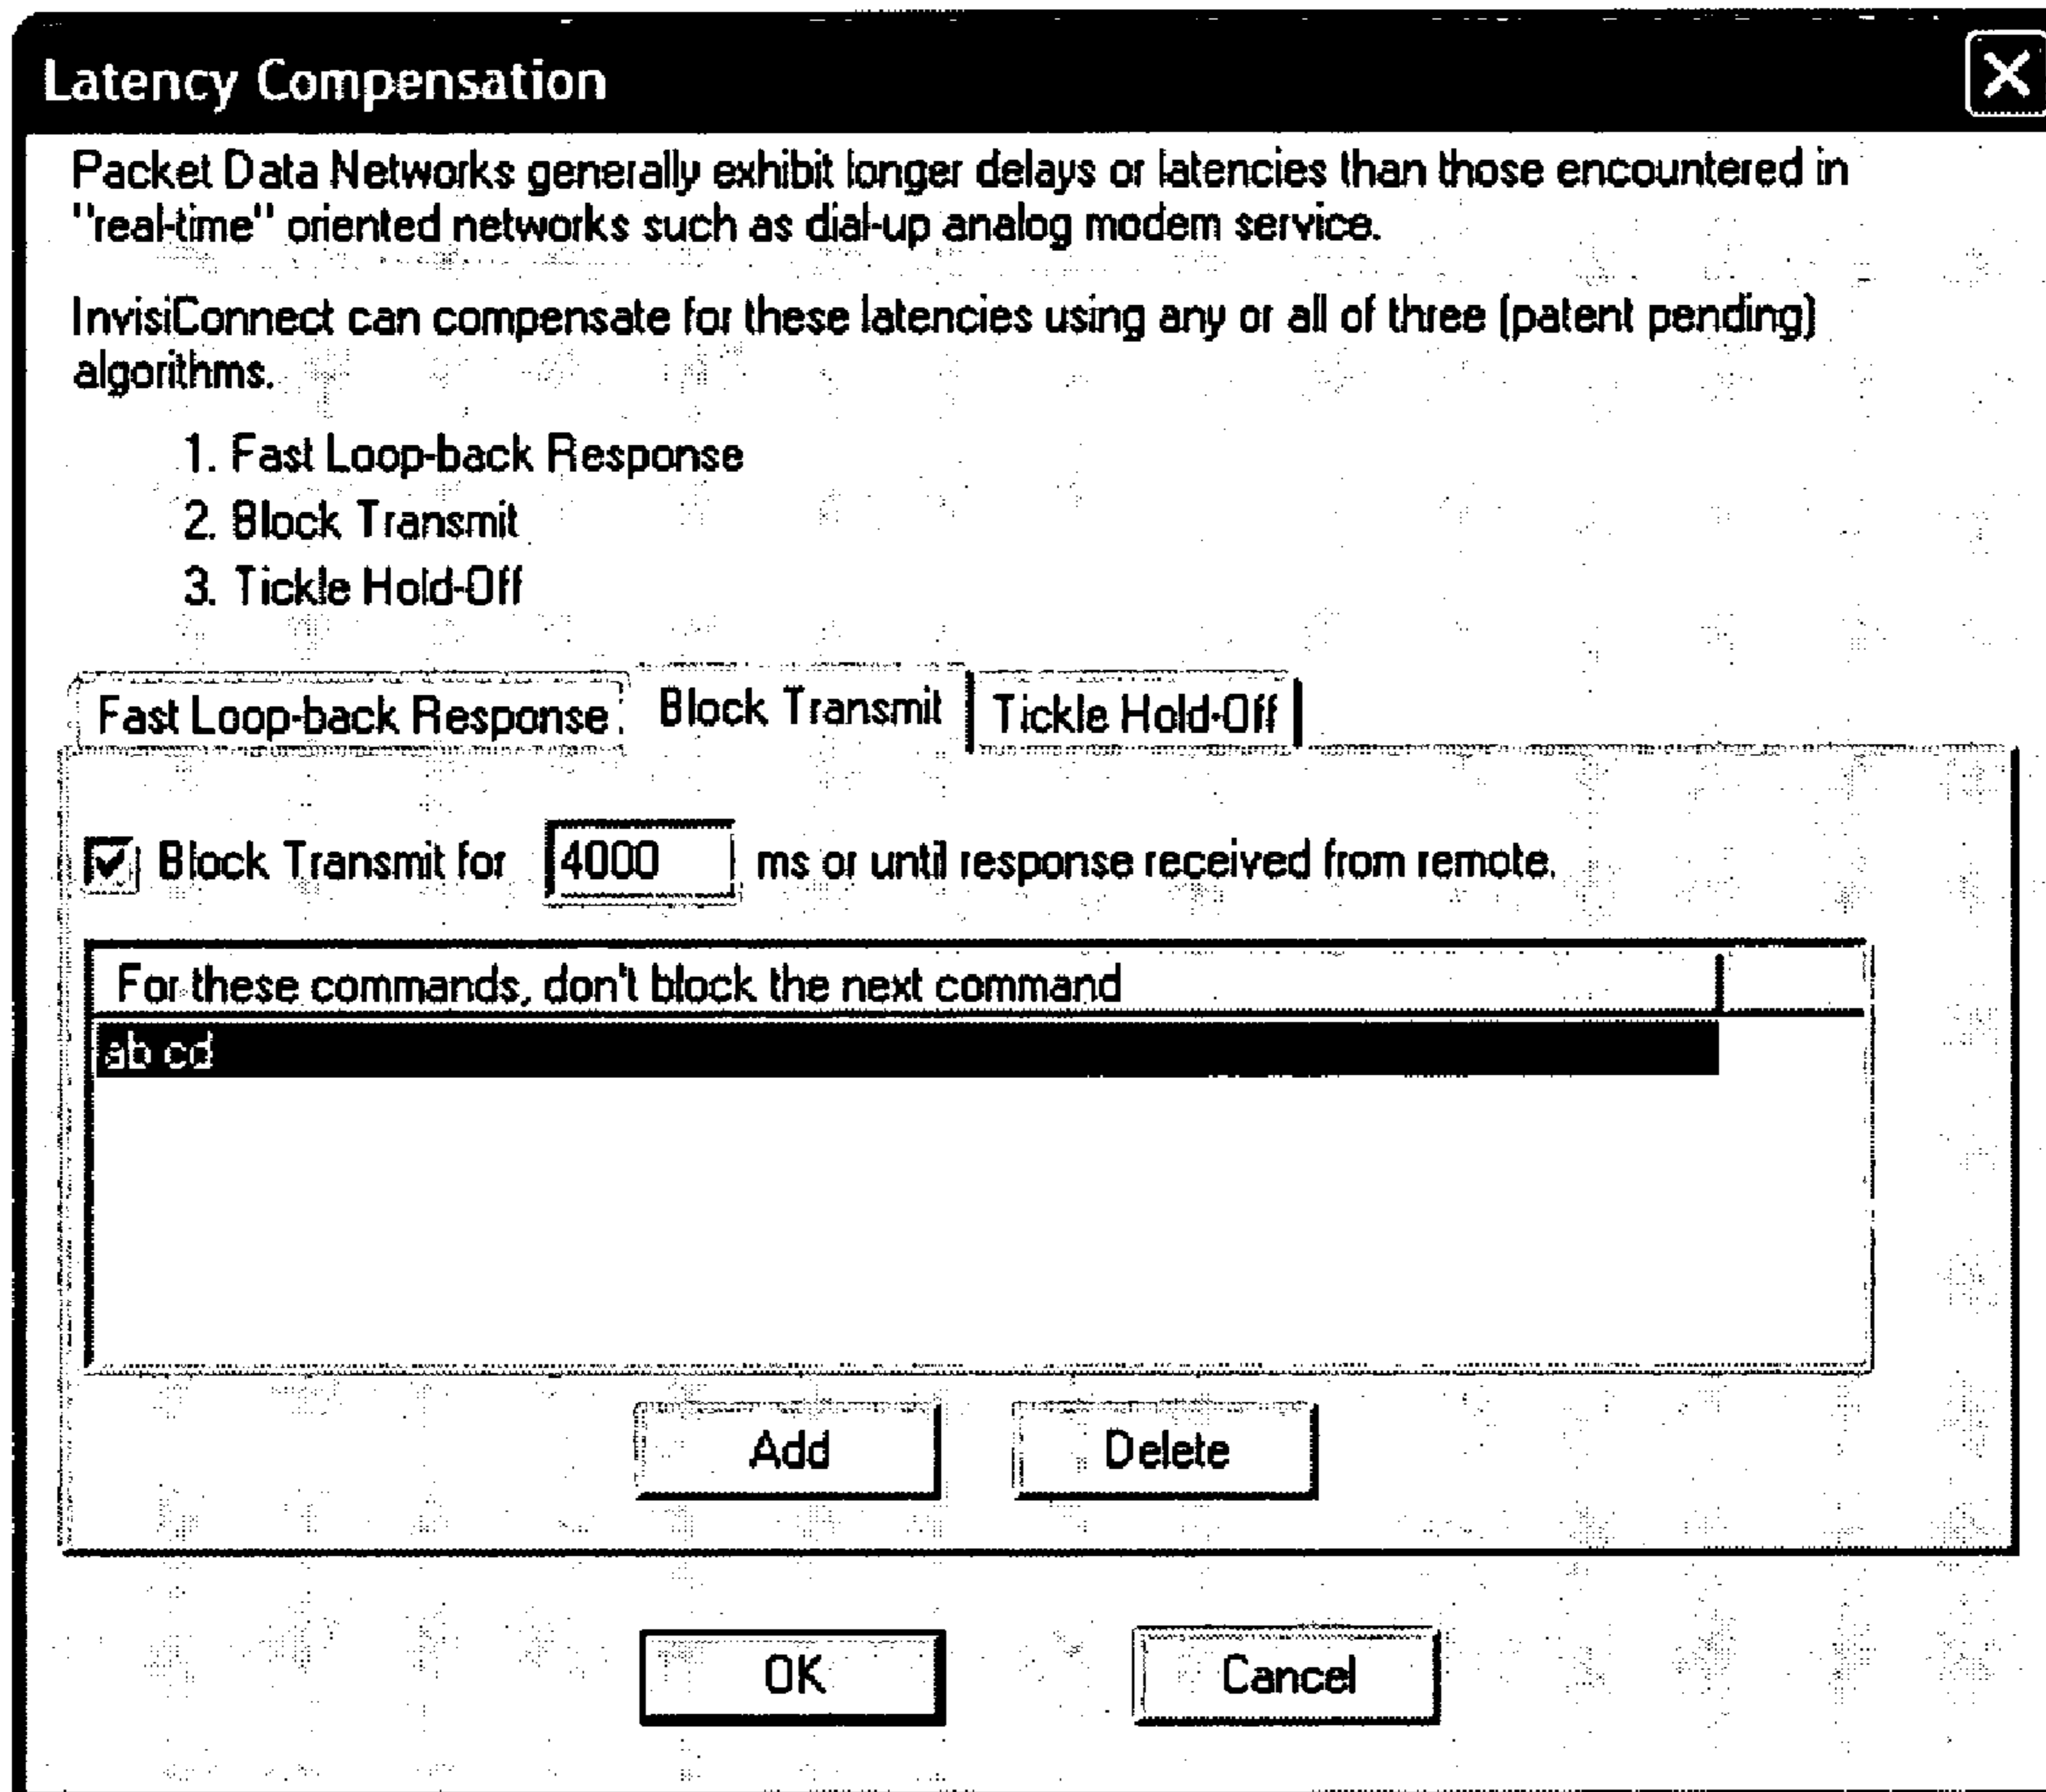 Latency Compensation
Packet Data Networks generally exhibit longer delays or latencies than those encountered in
"real-time" oriented networks such as dial-up analog modem service.
InvisiConnect can compensate for these latencies using any or all of three (patent pending)
algorithms.
1. Fast Loop-back Response
2. Block Transmit
3. Tickle Hold-Off
Fast Loop-back Response Block Transmit Tickle Hold-Off
Block Transmit for 4000 ms or until response received from remote.
For these commands, don't block the next command
ab cd
Add Delete
OK Cancel